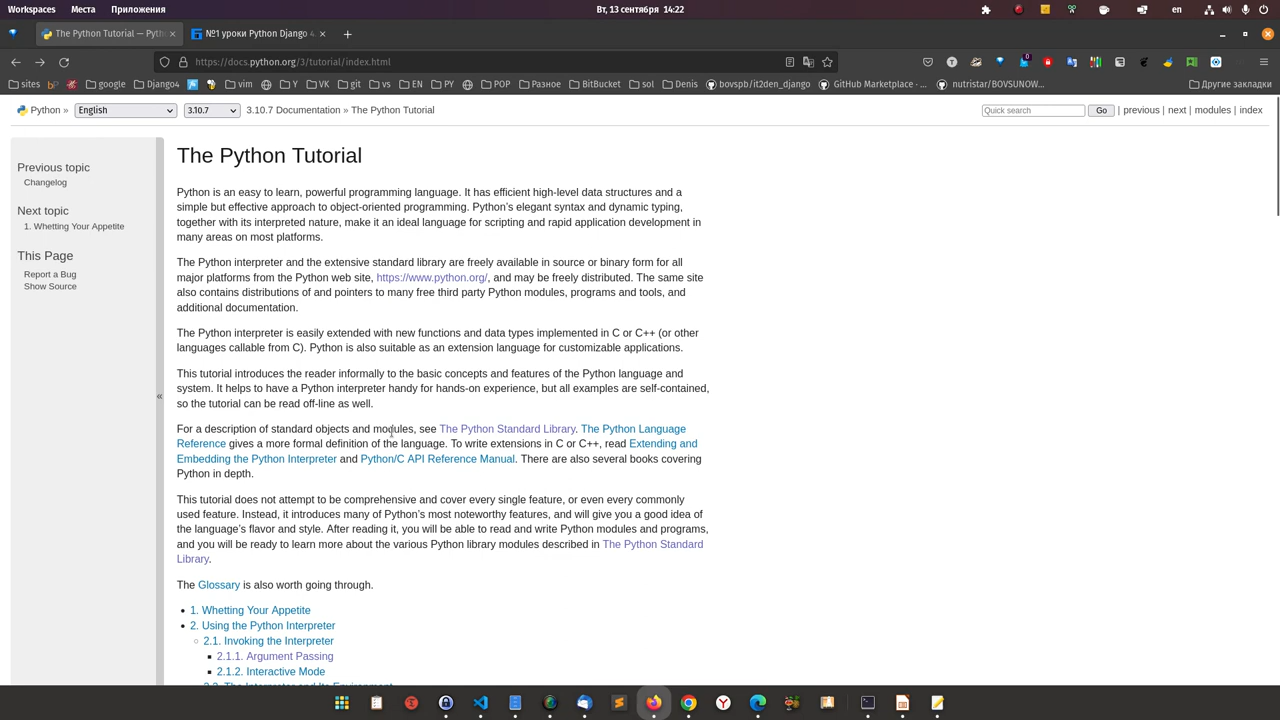 Workspaces Места Приложения Вт, 13 сентября 14:22 en
The Python Tutorial — Pyth №1 уроки Python Django 4.
https://docs.python.org/3/tutorial/index.html
sites google Django4 vim Y VK git vs EN PY POP Разное BitBucket sol Denis bovspb/it2den_django GitHub Marketplace · ... nutristar/BOVSUNOW... Другие закладки
Python » English 3.10.7 3.10.7 Documentation » The Python Tutorial Quick search Go | previous | next | modules | index
The Python Tutorial
Previous topic
Changelog
Next topic
1. Whetting Your Appetite
This Page
Report a Bug
Show Source
«
Python is an easy to learn, powerful programming language. It has efficient high-level data structures and a
simple but effective approach to object-oriented programming. Python’s elegant syntax and dynamic typing,
together with its interpreted nature, make it an ideal language for scripting and rapid application development in
many areas on most platforms.
The Python interpreter and the extensive standard library are freely available in source or binary form for all
major platforms from the Python web site, https://www.python.org/, and may be freely distributed. The same site
also contains distributions of and pointers to many free third party Python modules, programs and tools, and
additional documentation.
The Python interpreter is easily extended with new functions and data types implemented in C or C++ (or other
languages callable from C). Python is also suitable as an extension language for customizable applications.
This tutorial introduces the reader informally to the basic concepts and features of the Python language and
system. It helps to have a Python interpreter handy for hands-on experience, but all examples are self-contained,
so the tutorial can be read off-line as well.
For a description of standard objects and modules, see The Python Standard Library. The Python Language
Reference gives a more formal definition of the language. To write extensions in C or C++, read Extending and
Embedding the Python Interpreter and Python/C API Reference Manual. There are also several books covering
Python in depth.
This tutorial does not attempt to be comprehensive and cover every single feature, or even every commonly
used feature. Instead, it introduces many of Python’s most noteworthy features, and will give you a good idea of
the language’s flavor and style. After reading it, you will be able to read and write Python modules and programs,
and you will be ready to learn more about the various Python library modules described in The Python Standard
Library.
The Glossary is also worth going through.
1. Whetting Your Appetite
2. Using the Python Interpreter
2.1. Invoking the Interpreter
2.1.1. Argument Passing
2.1.2. Interactive Mode
2.2. The Interpreter and Its Environment